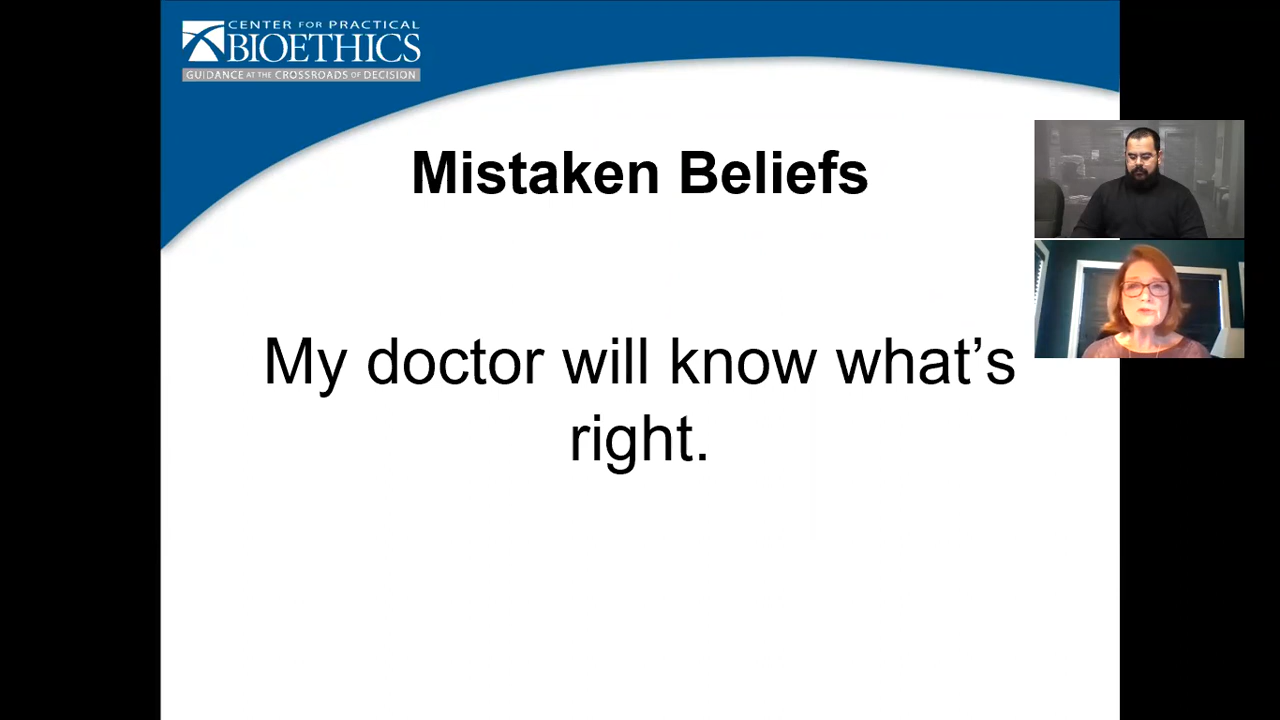 CENTER FOR PRACTICAL
BIOETHICS
GUIDANCE AT THE CROSSROADS OF DECISION
Mistaken Beliefs
My doctor will know what’s
right.